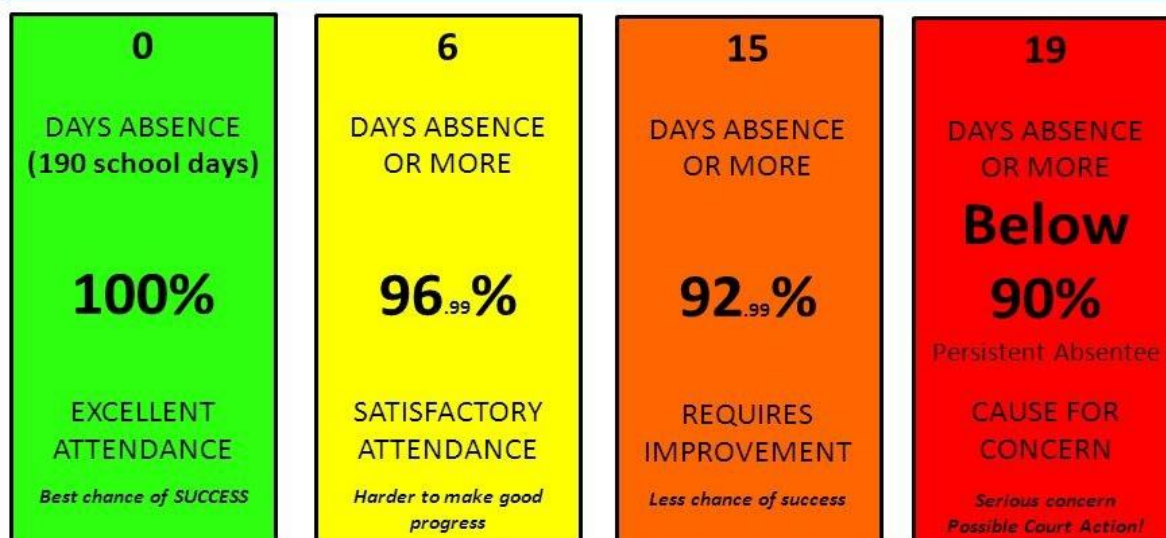 0
DAYS ABSENCE
(190 school days)
100%
EXCELLENT
ATTENDANCE
Best chance of SUCCESS
6
DAYS ABSENCE
OR MORE
96.99%
SATISFACTORY
ATTENDANCE
Harder to make good
progress
15
DAYS ABSENCE
OR MORE
92.99%
REQUIRES
IMPROVEMENT
Less chance of success
19
DAYS ABSENCE
OR MORE
Below
90%
Persistent Absentee
CAUSE FOR
CONCERN
Serious concern
Possible Court Action!